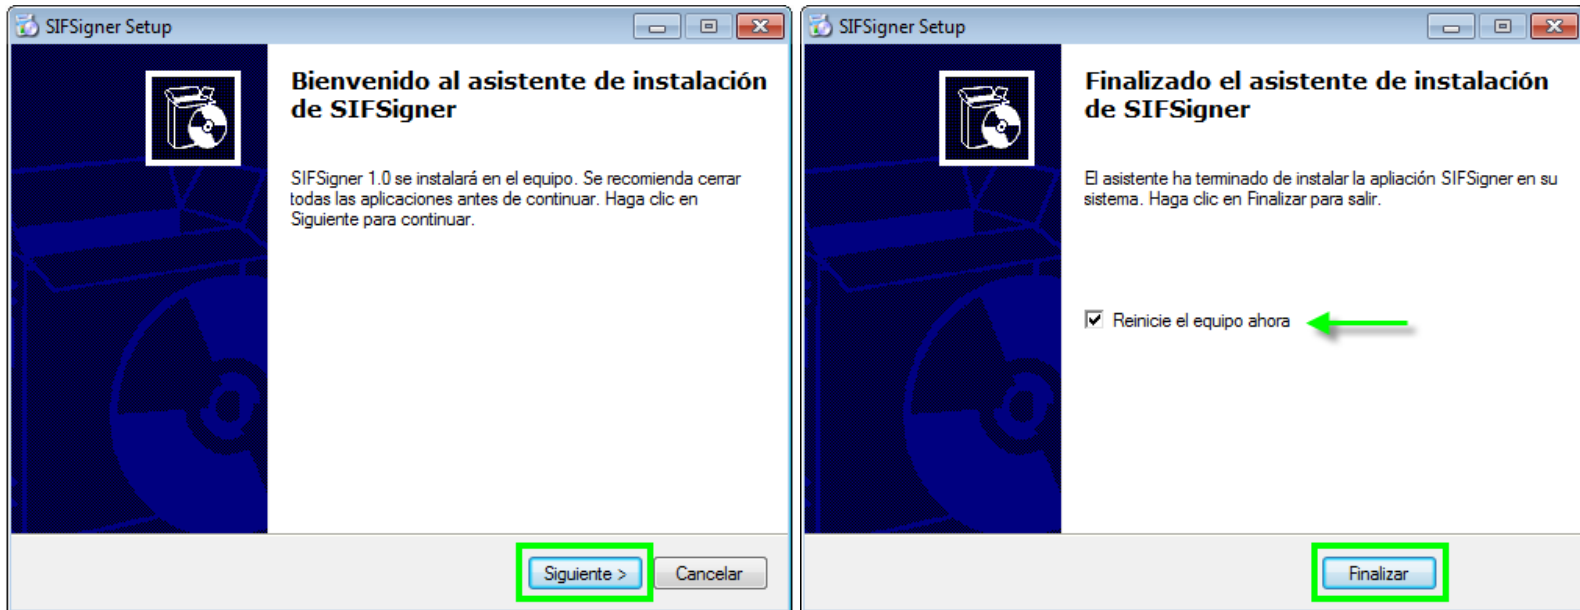 SIFSigner Setup
Bienvenido al asistente de instalación
de SIFSigner
SIFSigner 1.0 se instalará en el equipo. Se recomienda cerrar
todas las aplicaciones antes de continuar. Haga clic en
Siguiente para continuar.
Siguiente >
Cancelar
SIFSigner Setup
Finalizado el asistente de instalación
de SIFSigner
El asistente ha terminado de instalar la apliación SIFSigner en su
sistema. Haga clic en Finalizar para salir.
Reinicie el equipo ahora
Finalizar